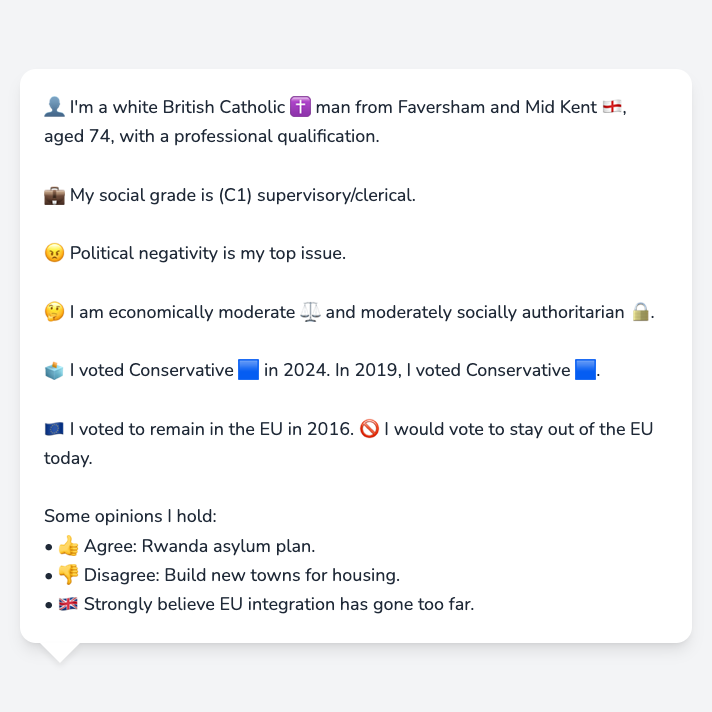 👤 I'm a white British Catholic ✝️ man from Faversham and Mid Kent 🏴󠁧󠁢󠁥󠁮󠁧󠁿,
aged 74, with a professional qualification.
💼 My social grade is (C1) supervisory/clerical.
😠 Political negativity is my top issue.
🤔 I am economically moderate ⚖️ and moderately socially authoritarian 🔒.
🗳️ I voted Conservative 🟦 in 2024. In 2019, I voted Conservative 🟦.
🇪🇺 I voted to remain in the EU in 2016. 🚫 I would vote to stay out of the EU
today.
Some opinions I hold:
• 👍 Agree: Rwanda asylum plan.
• 👎 Disagree: Build new towns for housing.
• 🇬🇧 Strongly believe EU integration has gone too far.